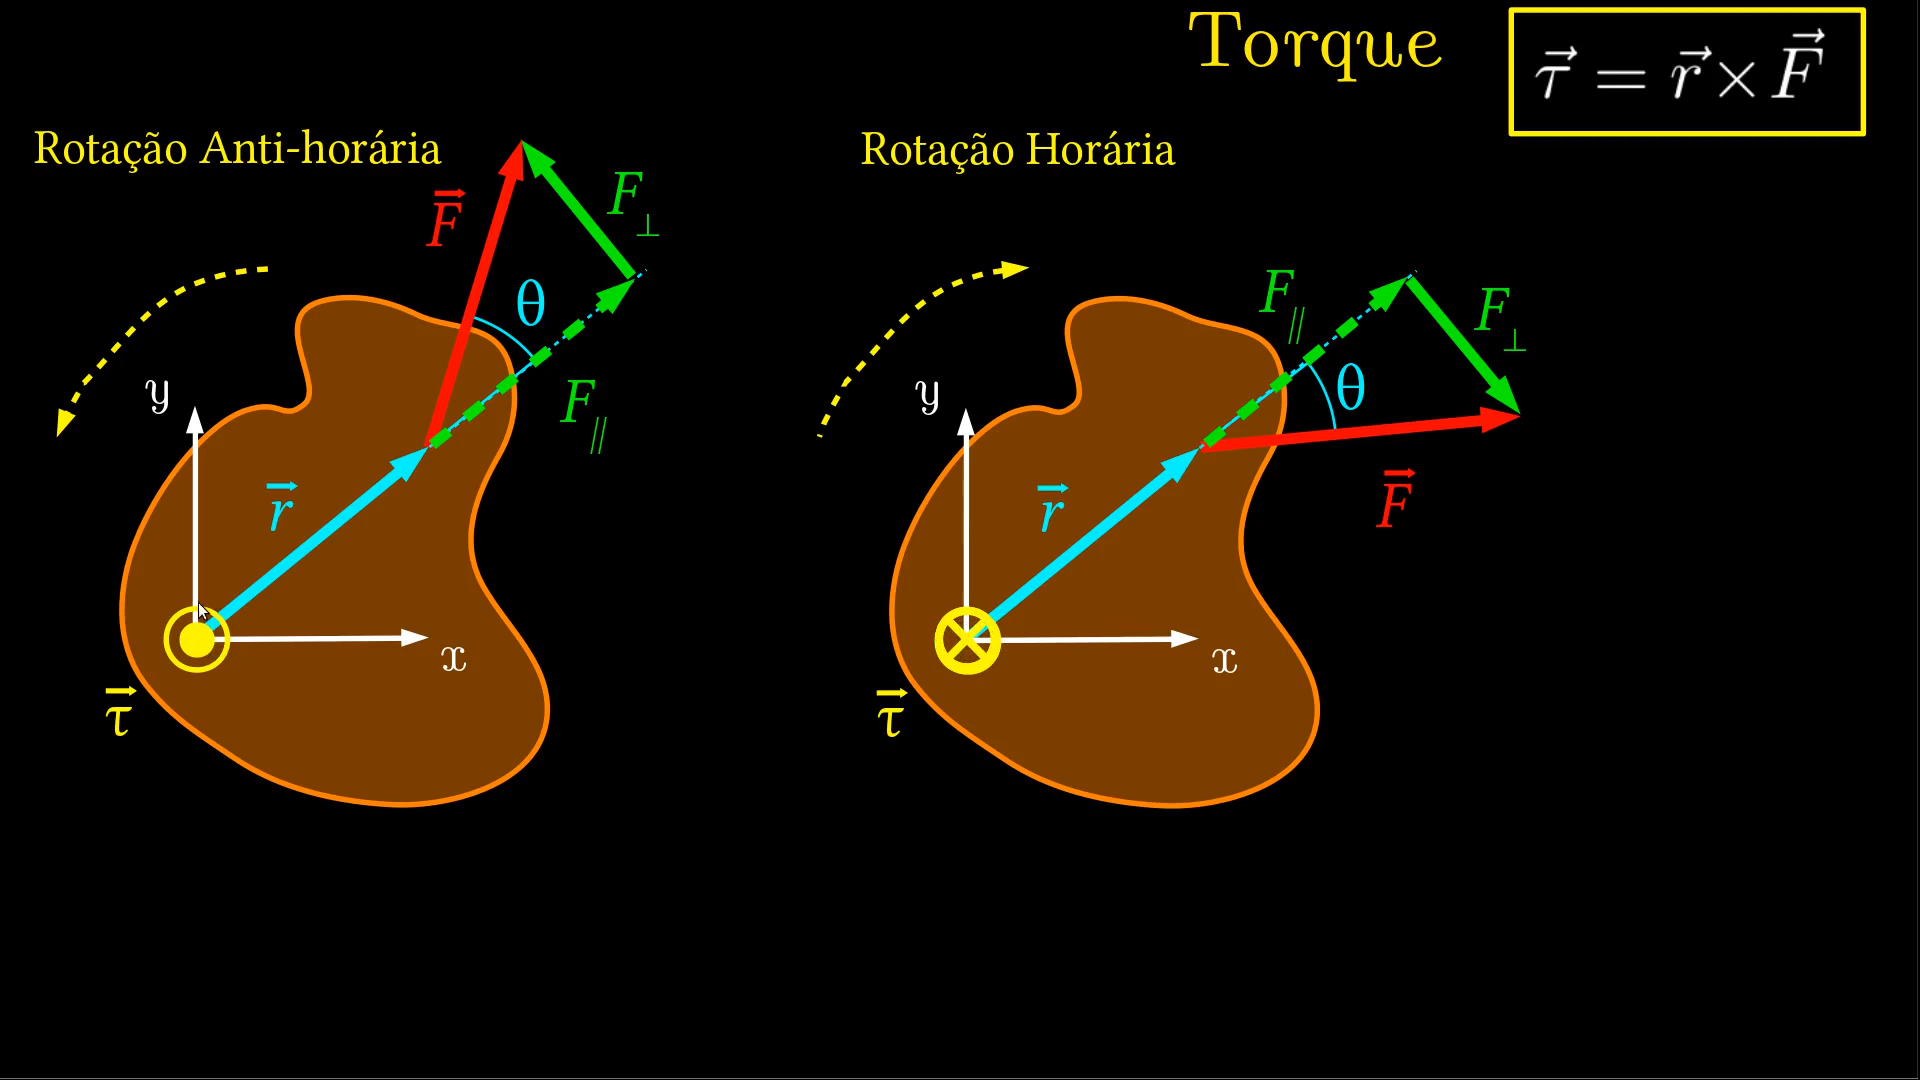 Torque
τ⃗ = r⃗ × F⃗
Rotação Anti-horária
F⃗
F⊥
θ
F//
y
r⃗
x
τ⃗
Rotação Horária
F//
F⊥
θ
y
r⃗
F⃗
x
τ⃗